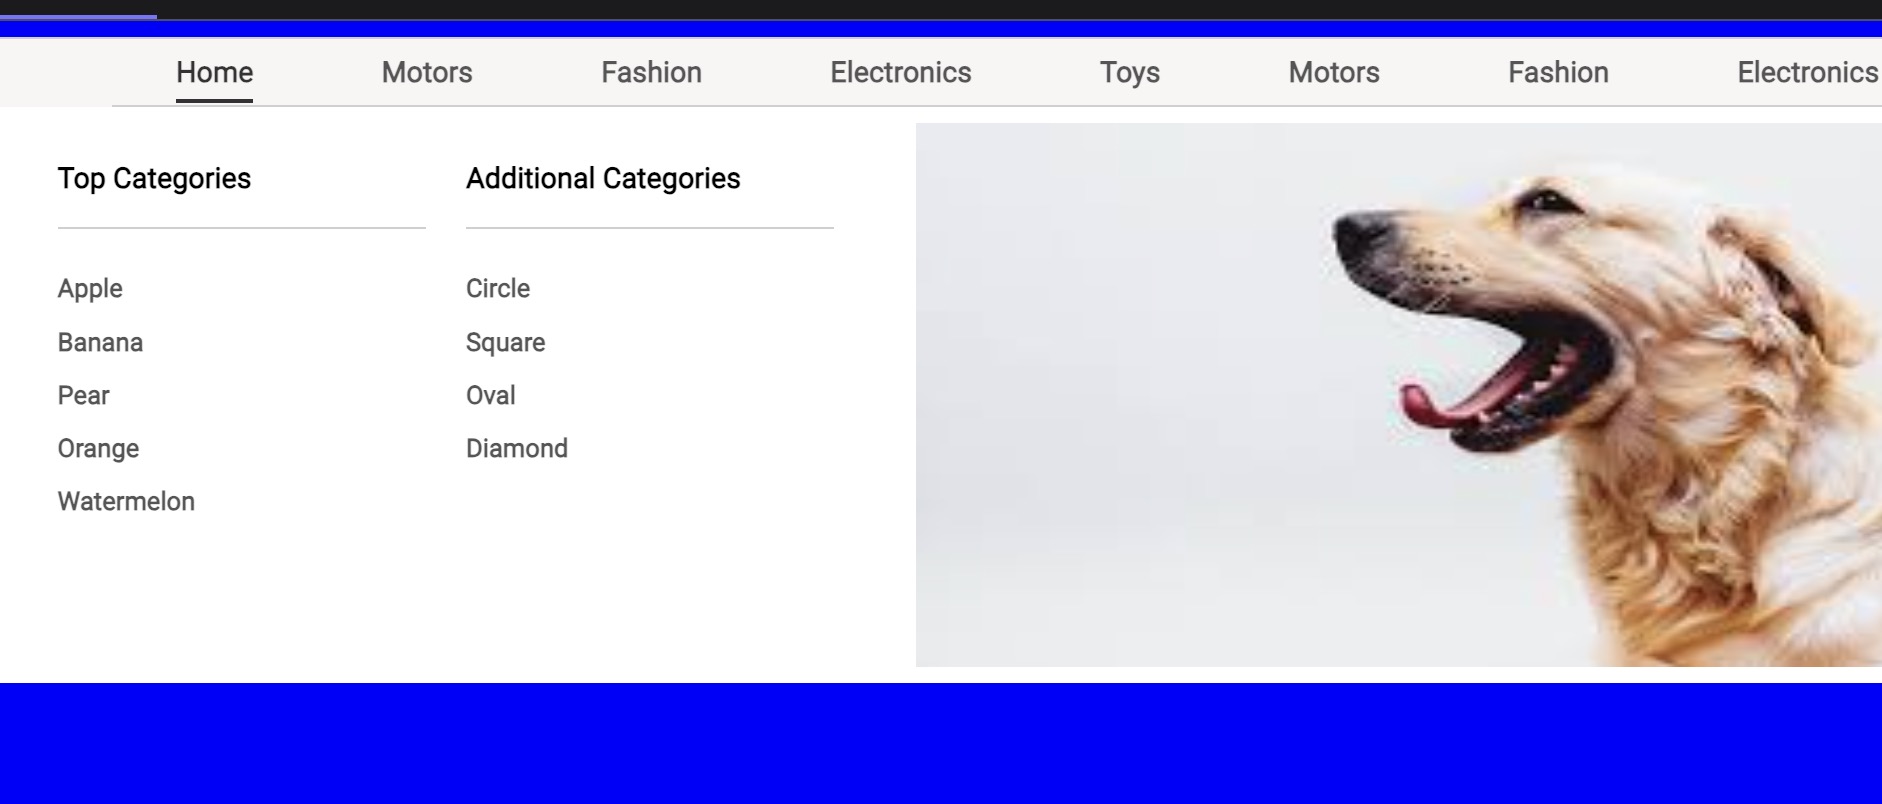 Home Motors Fashion Electronics Toys Motors Fashion Electronics
Top Categories
Apple
Banana
Pear
Orange
Watermelon
Additional Categories
Circle
Square
Oval
Diamond